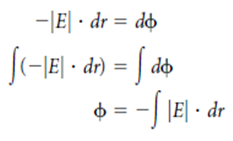 −|E| · dr = dϕ
∫(−|E| · dr) = ∫ dϕ
ϕ = −∫ |E| · dr